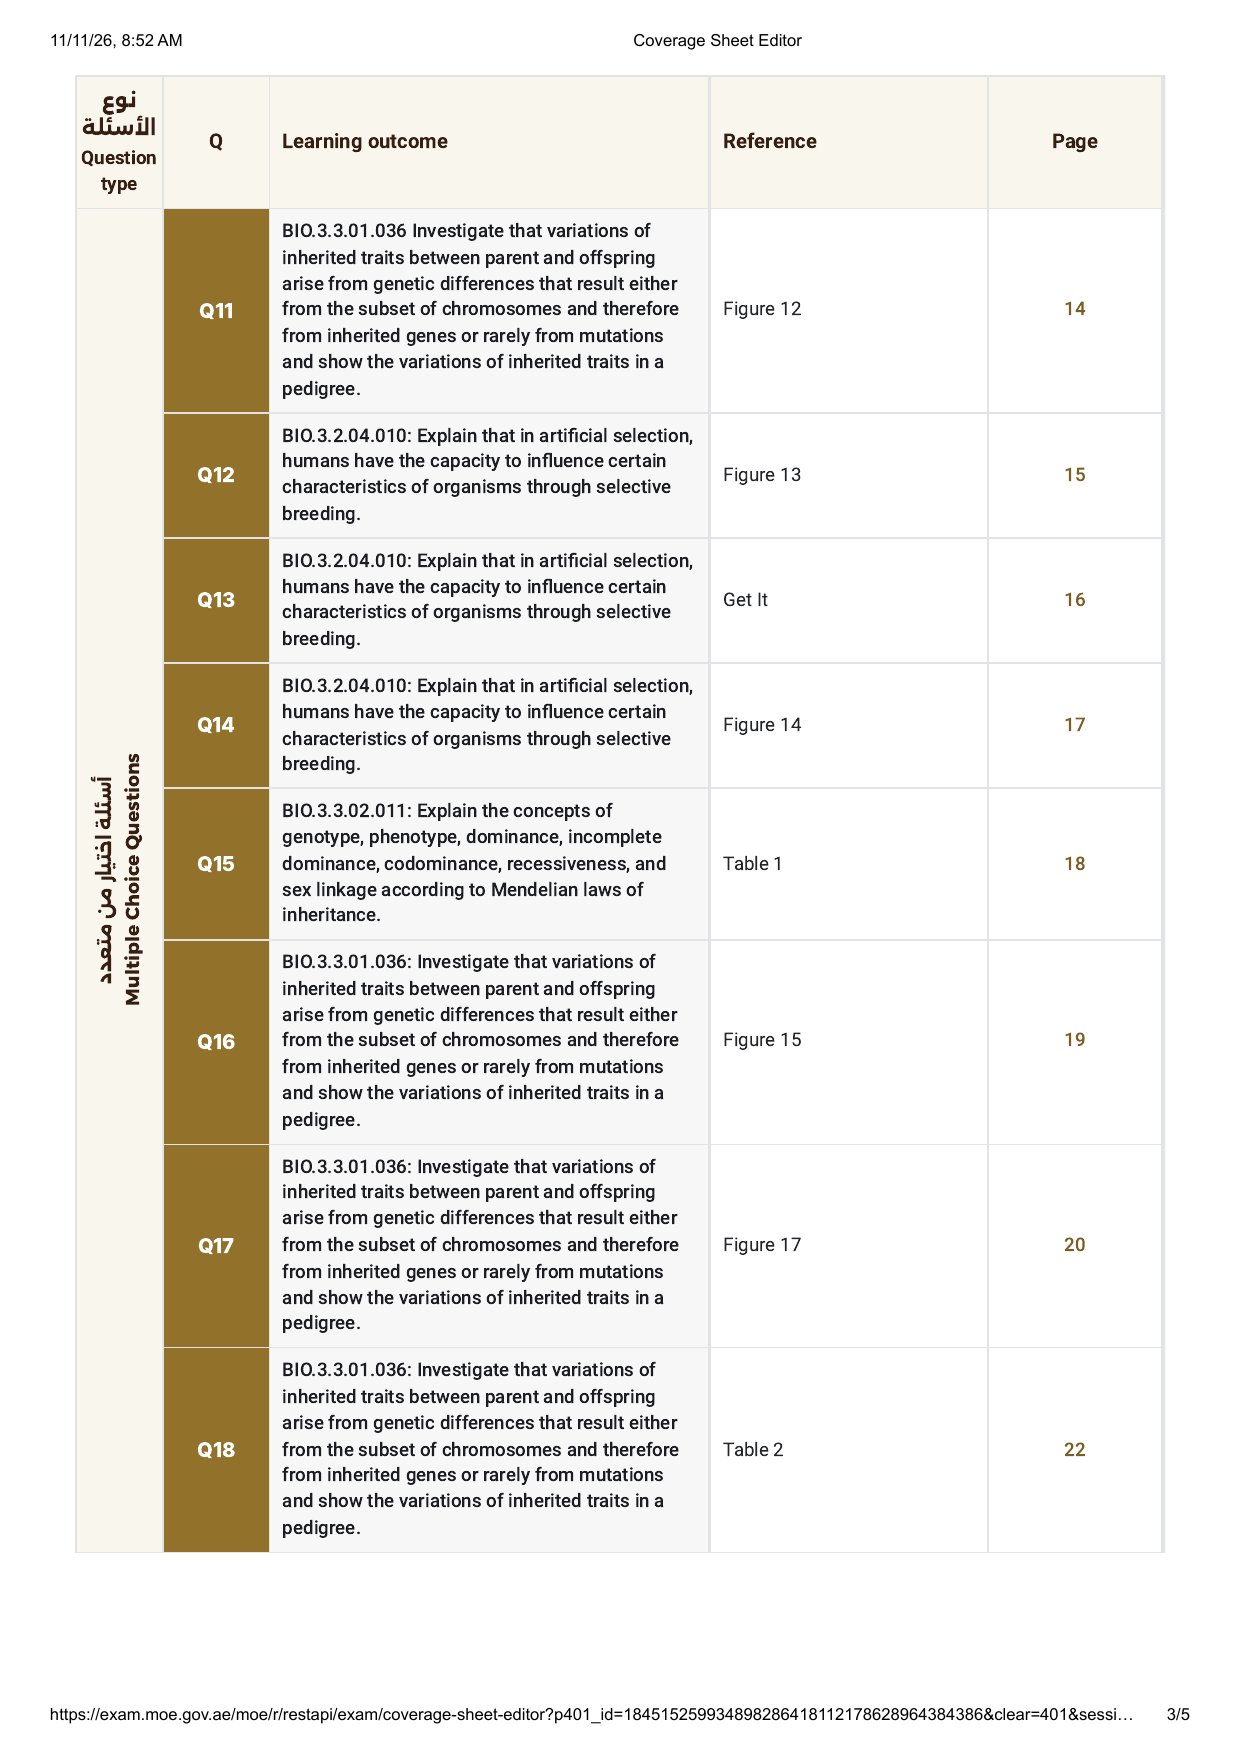 11/11/26, 8:52 AM
Coverage Sheet Editor
نوع
الأسئلة
Question
type
Q
Learning outcome
Reference
Page
أسئلة اختيار من متعدد
Multiple Choice Questions
Q11
BIO.3.3.01.036 Investigate that variations of
inherited traits between parent and offspring
arise from genetic differences that result either
from the subset of chromosomes and therefore
from inherited genes or rarely from mutations
and show the variations of inherited traits in a
pedigree.
Figure 12
14
Q12
BIO.3.2.04.010: Explain that in artificial selection,
humans have the capacity to influence certain
characteristics of organisms through selective
breeding.
Figure 13
15
Q13
BIO.3.2.04.010: Explain that in artificial selection,
humans have the capacity to influence certain
characteristics of organisms through selective
breeding.
Get It
16
Q14
BIO.3.2.04.010: Explain that in artificial selection,
humans have the capacity to influence certain
characteristics of organisms through selective
breeding.
Figure 14
17
Q15
BIO.3.3.02.011: Explain the concepts of
genotype, phenotype, dominance, incomplete
dominance, codominance, recessiveness, and
sex linkage according to Mendelian laws of
inheritance.
Table 1
18
Q16
BIO.3.3.01.036: Investigate that variations of
inherited traits between parent and offspring
arise from genetic differences that result either
from the subset of chromosomes and therefore
from inherited genes or rarely from mutations
and show the variations of inherited traits in a
pedigree.
Figure 15
19
Q17
BIO.3.3.01.036: Investigate that variations of
inherited traits between parent and offspring
arise from genetic differences that result either
from the subset of chromosomes and therefore
from inherited genes or rarely from mutations
and show the variations of inherited traits in a
pedigree.
Figure 17
20
Q18
BIO.3.3.01.036: Investigate that variations of
inherited traits between parent and offspring
arise from genetic differences that result either
from the subset of chromosomes and therefore
from inherited genes or rarely from mutations
and show the variations of inherited traits in a
pedigree.
Table 2
22
https://exam.moe.gov.ae/moe/r/restapi/exam/coverage-sheet-editor?p401_id=184515259934898286418112178628964384386&clear=401&sessi…
3/5